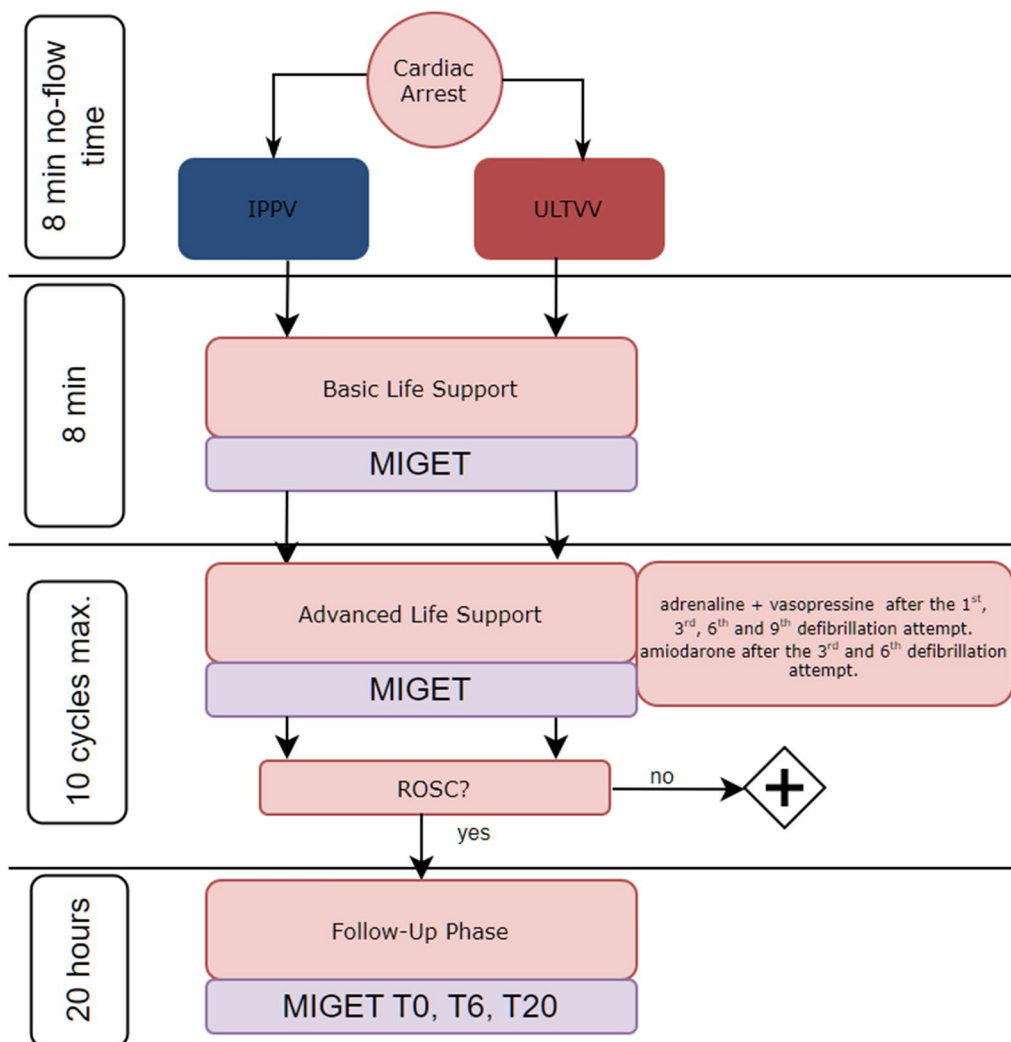 8 min no-flow
time
Cardiac
Arrest
IPPV
ULTVV
8 min
Basic Life Support
MIGET
10 cycles max.
Advanced Life Support
adrenaline + vasopressine after the 1st,
3rd, 6th and 9th defibrillation attempt.
amiodarone after the 3rd and 6th defibrillation
attempt.
MIGET
ROSC?
no
yes
20 hours
Follow-Up Phase
MIGET T0, T6, T20